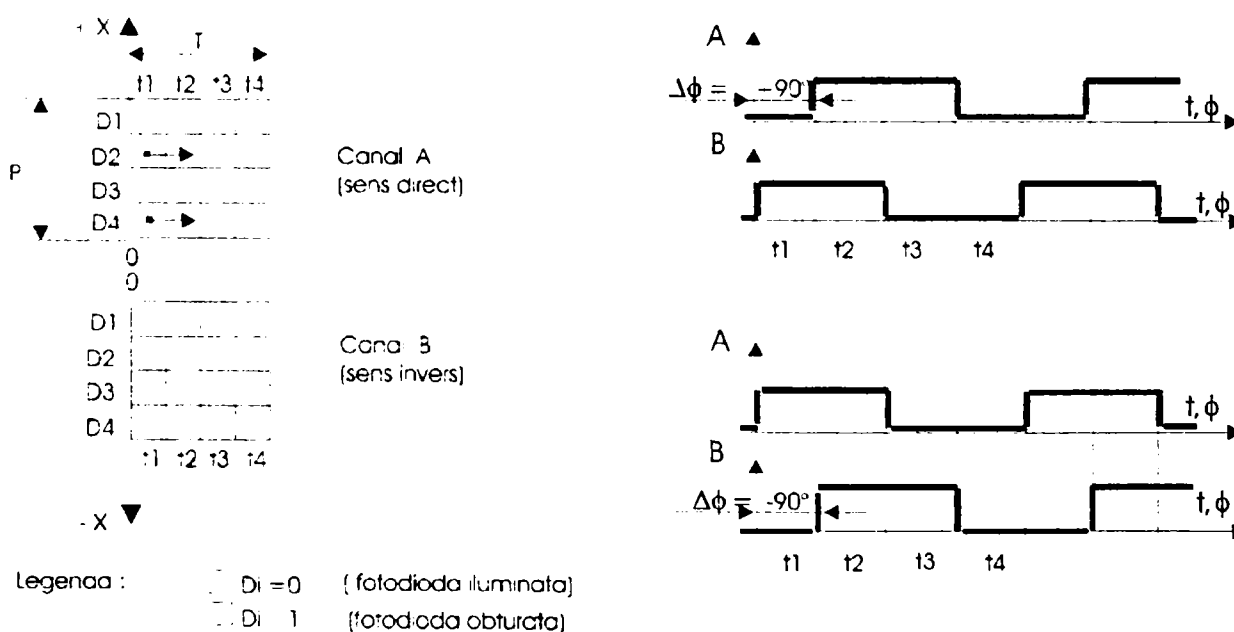 + X
T
t1 t2 t3 t4
P
D1
D2
D3
D4
0
0
Canal A
(sens direct)
D1
D2
D3
D4
t1 t2 t3 t4
- X
Canal B
(sens invers)
Legenda :
Di =0 ( fotodioda iluminata)
Di 1 (fotodioda obturata)
A
Δϕ = -90°
t,ϕ
B
t,ϕ
t1 t2 t3 t4
A
t,ϕ
B
Δϕ = -90°
t,ϕ
t1 t2 t3 t4